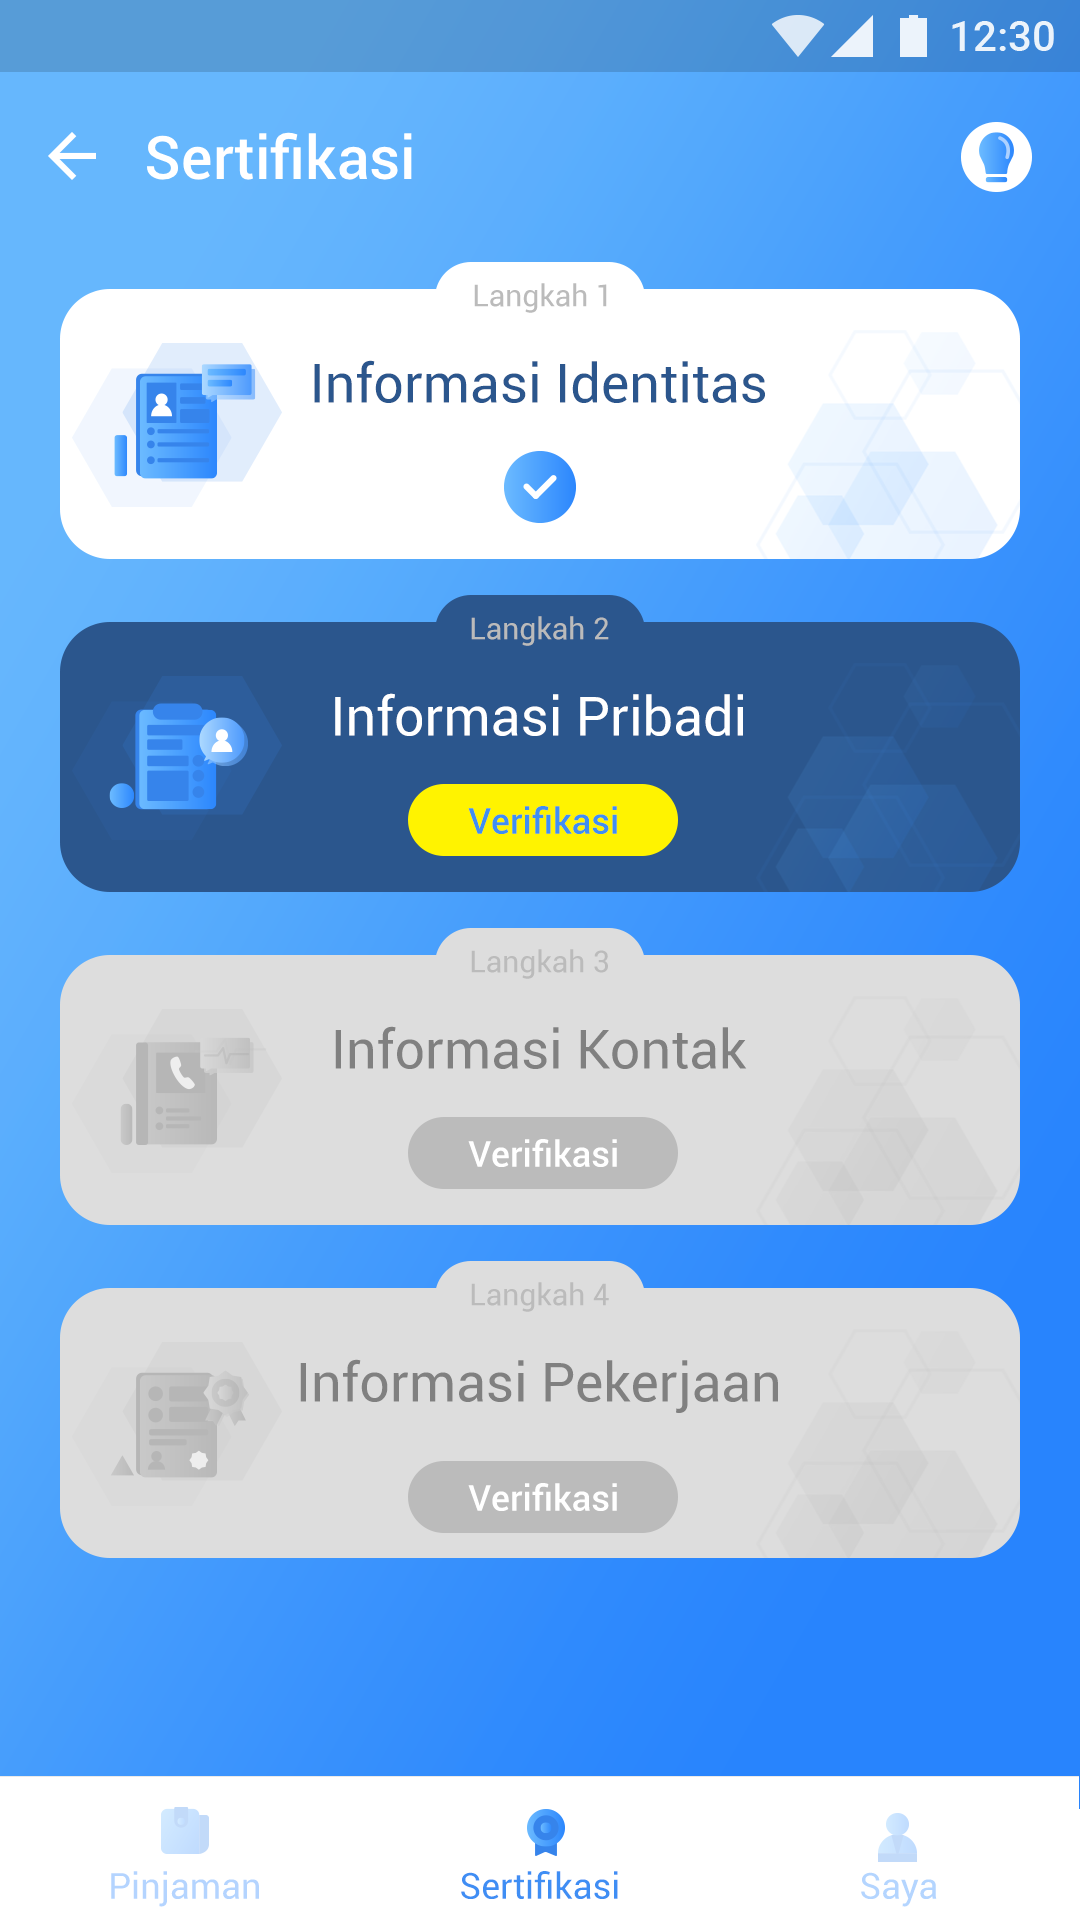 12:30
Sertifikasi
Langkah 1
Informasi Identitas
Langkah 2
Informasi Pribadi
Verifikasi
Langkah 3
Informasi Kontak
Verifikasi
Langkah 4
Informasi Pekerjaan
Verifikasi
Pinjaman
Sertifikasi
Saya